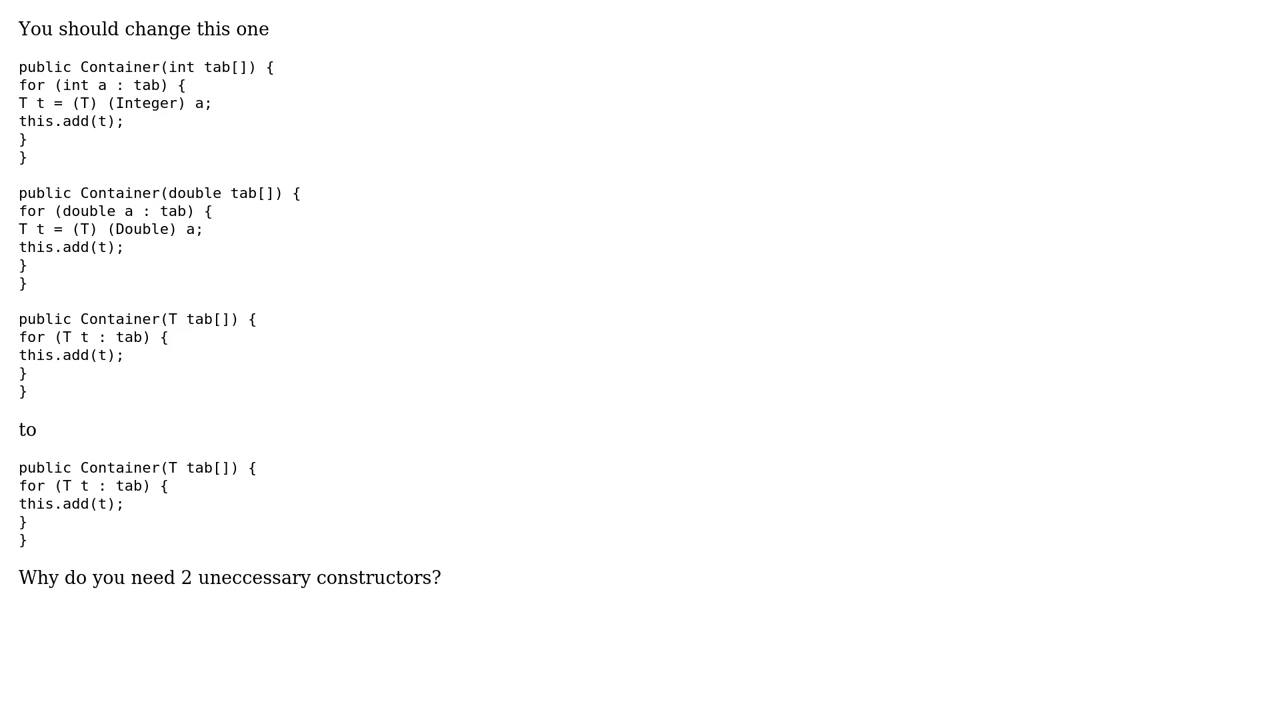 You should change this one
public Container(int tab[]) {
for (int a : tab) {
T t = (T) (Integer) a;
this.add(t);
}
}
public Container(double tab[]) {
for (double a : tab) {
T t = (T) (Double) a;
this.add(t);
}
}
public Container(T tab[]) {
for (T t : tab) {
this.add(t);
}
}
to
public Container(T tab[]) {
for (T t : tab) {
this.add(t);
}
}
Why do you need 2 uneccessary constructors?